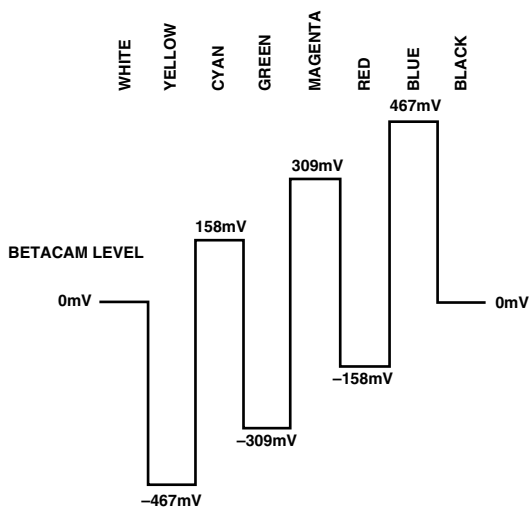 WHITE
YELLOW
CYAN
GREEN
MAGENTA
RED
BLUE
BLACK
467mV
309mV
158mV
BETACAM LEVEL
0mV
0mV
–158mV
–309mV
–467mV